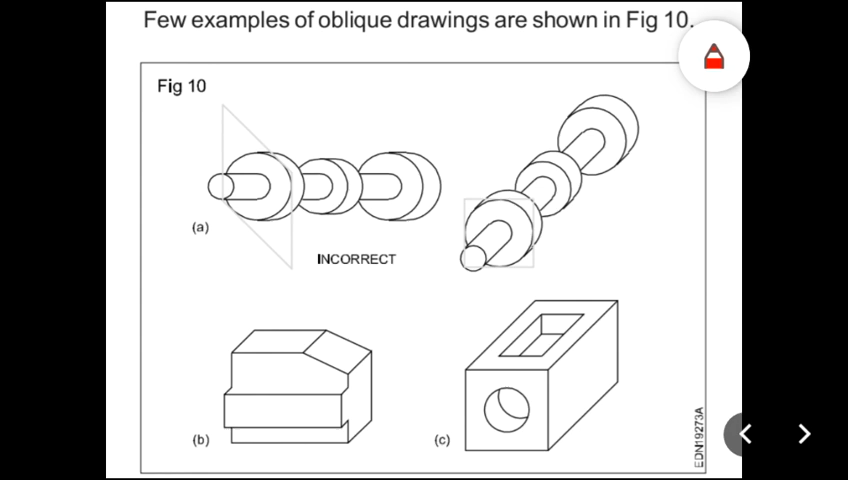 Few examples of oblique drawings are shown in Fig 10.
Fig 10
(a)
INCORRECT
(b)
(c)
EDN19273A